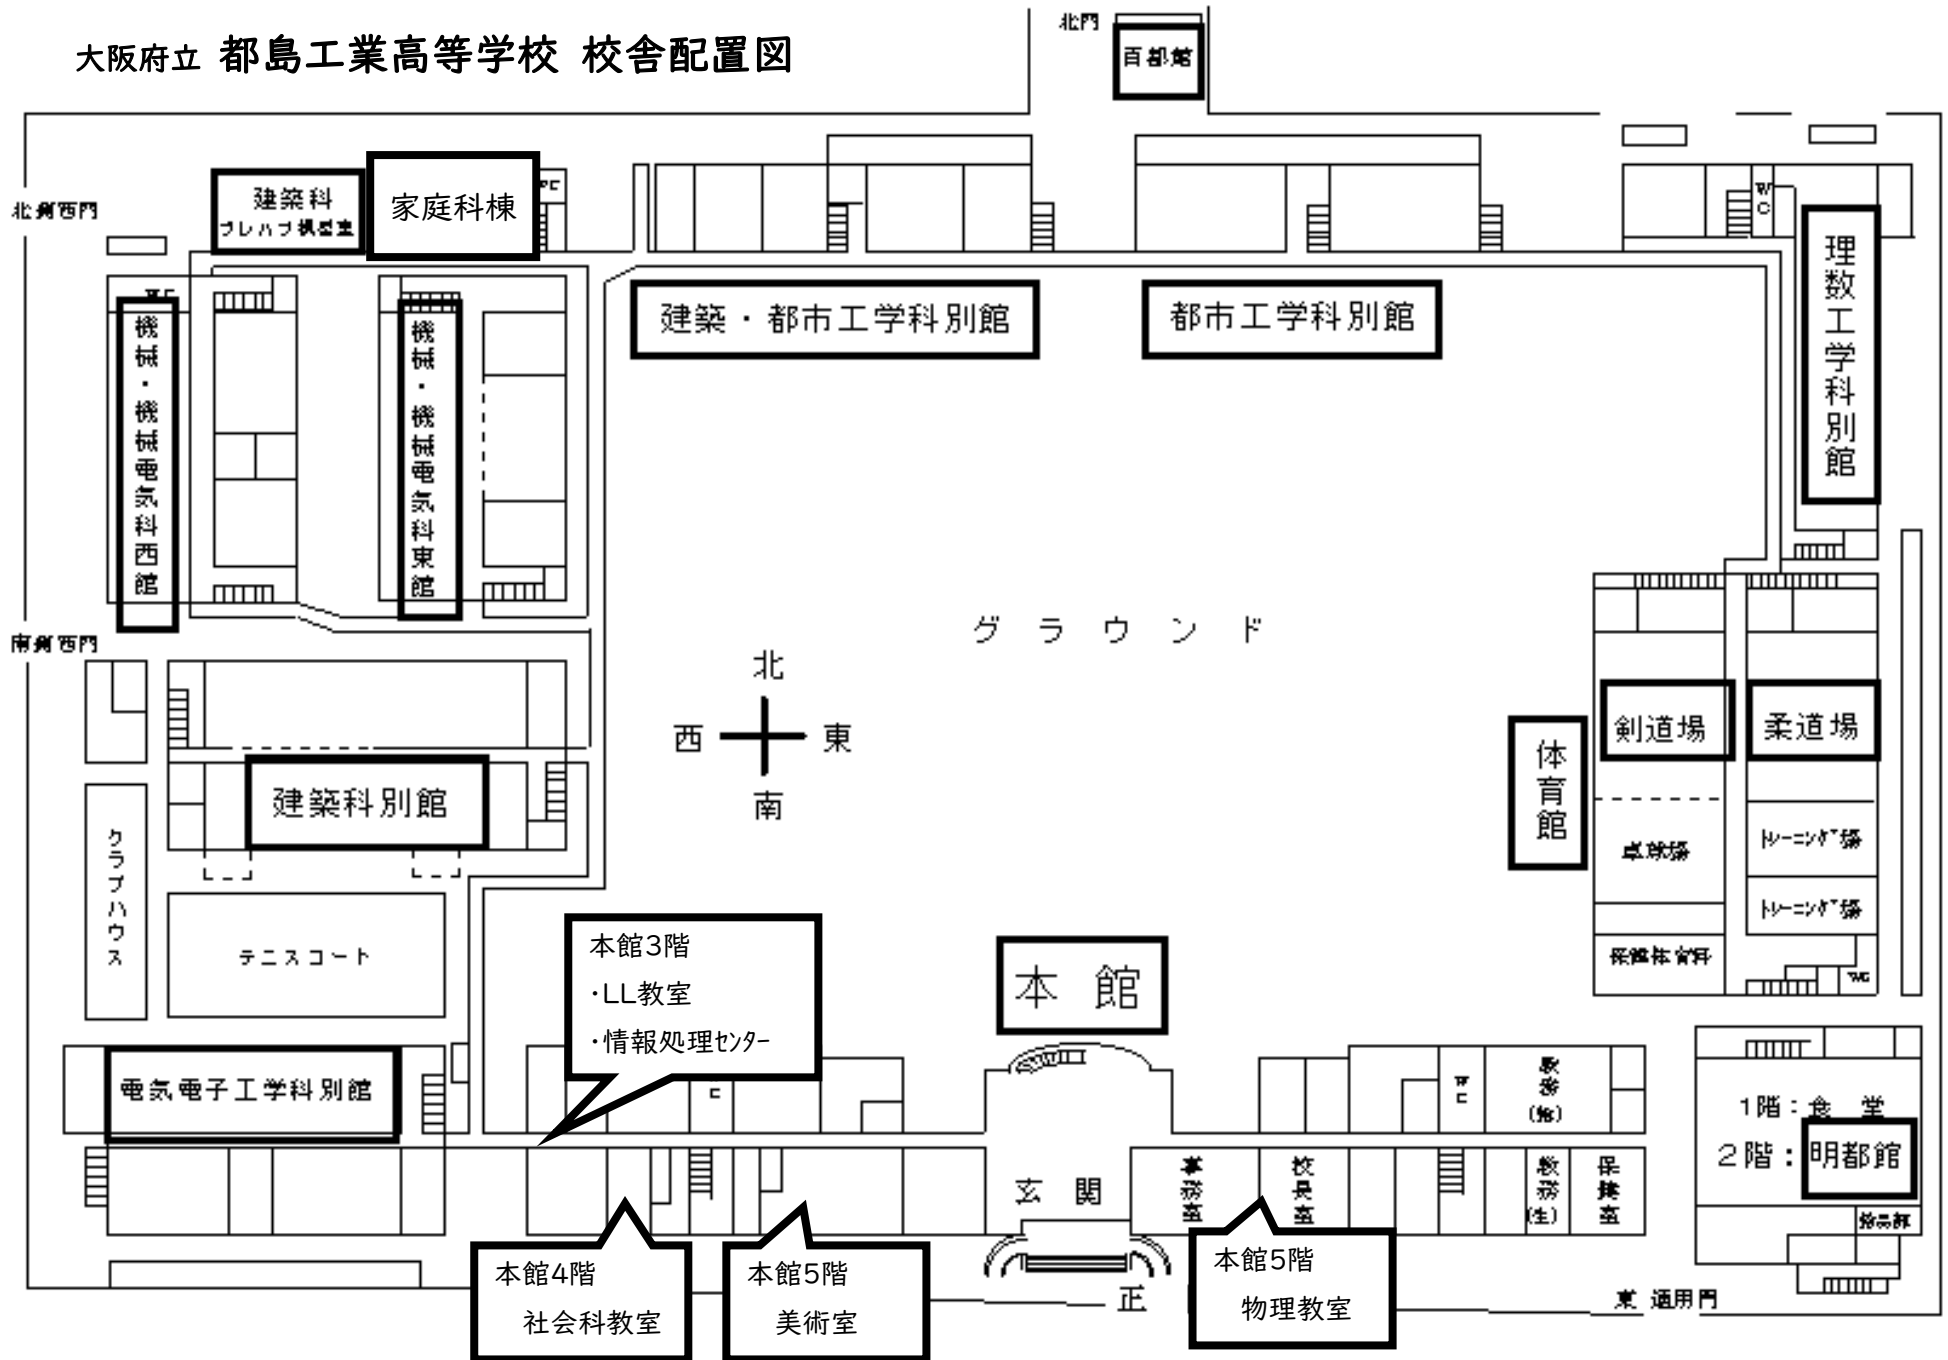 大阪府立 都島工業高等学校 校舎配置図
北門
百都館
北側西門
建築科
プレハブ模型室
家庭科棟
WC
WC
機械・機械電気科西館
機械・機械電気科東館
建築・都市工学科別館
都市工学科別館
理数工学科別館
南側西門
グラウンド
北
西
東
南
剣道場
柔道場
体育館
建築科別館
クラブハウス
テニスコート
卓球場
トレーニング場
トレーニング場
保健体育科
WC
本館3階
・LL教室
・情報処理センター
本館
電気電子工学科別館
WC
1階：食堂
2階：明都館
玄関
事務室
校長室
保健室
本館4階
社会科教室
本館5階
美術室
本館5階
物理教室
正
東 通用門